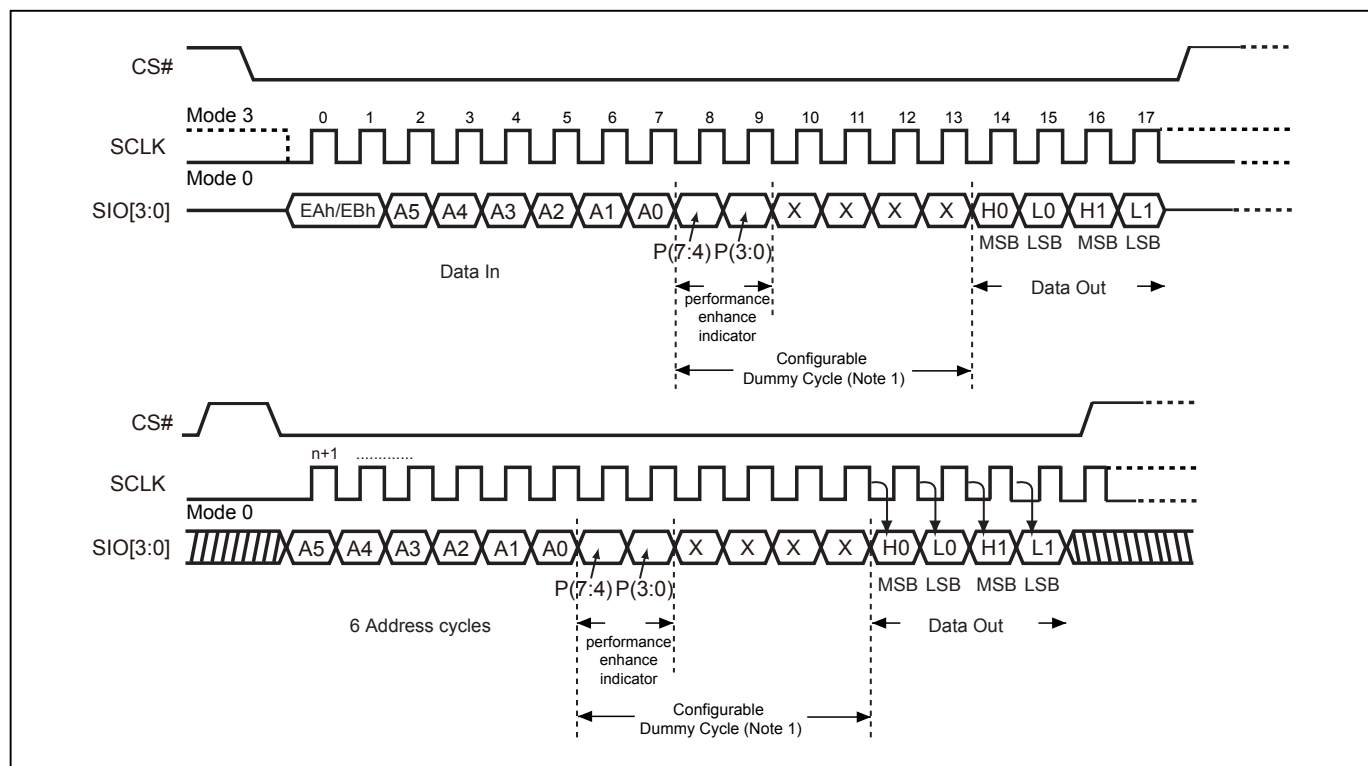 CS#
Mode 3
0 1 2 3 4 5 6 7 8 9 10 11 12 13 14 15 16 17
SCLK
Mode 0
SIO[3:0]
EAh/EBh A5 A4 A3 A2 A1 A0 X X X X H0 L0 H1 L1
MSB LSB MSB LSB
P(7:4) P(3:0)
Data In
Data Out
performance
enhance
indicator
Configurable
Dummy Cycle (Note 1)
CS#
n+1 .............
SCLK
Mode 0
SIO[3:0]
A5 A4 A3 A2 A1 A0 X X X X H0 L0 H1 L1
MSB LSB MSB LSB
P(7:4) P(3:0)
6 Address cycles
Data Out
performance
enhance
indicator
Configurable
Dummy Cycle (Note 1)